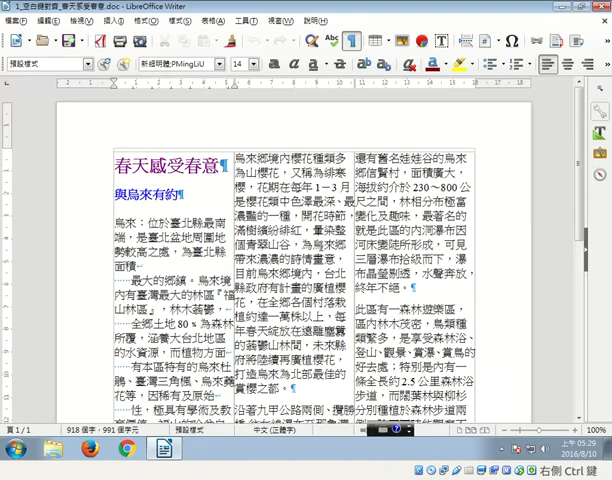 1_空白鍵對齊_春天感受春意.doc - LibreOffice Writer
檔案(F) 編輯(E) 檢視(V) 插入(I) 格式(O) 樣式(S) 表格(A) 工具(T) 視窗(W) 說明(H)
預設樣式 新細明體;PMingLiU 14
春天感受春意¶
與烏來有約¶
烏來：位於臺北縣最南
端，是臺北盆地周圍地
勢較高之處，為臺北縣
面積
最大的鄉鎮。烏來境
內有臺灣最大的林區『福
山林區』，林木蓊鬱，
全鄉土地 80﹪為森林
所覆，涵養大台北地區
的水資源，而植物方面
有本區特有的烏來杜
鵑、臺灣三角楓、烏來
花等，因稀有及原始
性，極具學術及教
烏來鄉境內櫻花種類多
為山櫻花，又稱為緋寒
櫻，花期在每年 1－3 月
是櫻花類中色澤最深、最
濃豔的一種，開花時節，
滿樹繽紛緋紅，暈染整
個青翠山谷，為烏來鄉
帶來濃濃的詩情畫意，
目前烏來鄉境內，台北
縣政府有計畫的廣植櫻
花，在全鄉各個村落栽
植約達一萬株以上，每
年春天綻放在遠離塵囂
的蓊鬱山林間，未來縣
府將陸續再廣植櫻花，
打造烏來為北部最佳的
賞櫻之都。¶
沿著九甲公路兩側、攬勝
還有舊名娃娃谷的烏來
鄉信賢村，面積廣大，
海拔約介於 230～800 公
尺之間，林相分布極富
變化及趣味，最著名的
就是此區的內洞瀑布因
河床變陡所形成，可見
三層瀑布拾級而下，瀑
布晶瑩剔透，水聲奔放，
終年不絕。¶
此區有一森林遊樂區，
區內林木茂密，鳥類種
類繁多，是享受森林浴、
登山、觀景、賞瀑、賞鳥的
好去處；特別是內有一
條全長約 2.5 公里森林浴
步道，而闊葉林與柳杉
分別種植於森林步道兩
頁 1 / 1 918 個字，991 個字元 預設樣式 中文 (正體字) 100%
上午 05:29
2016/8/10
右側 Ctrl 鍵